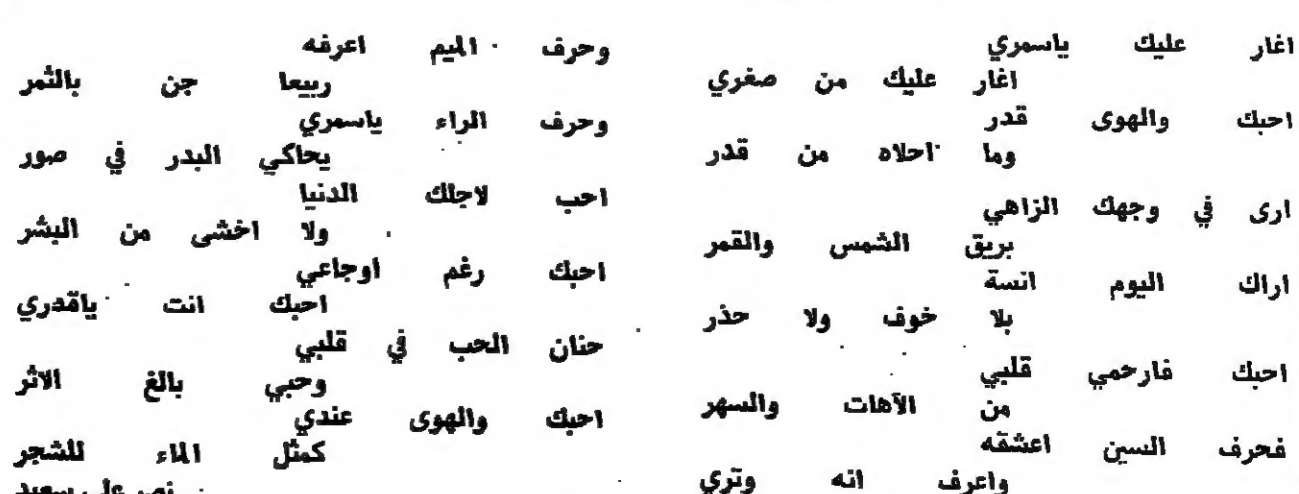 اغار عليك ياسمري
اغار عليك من صغري
احبك والهوى قدر
وما احلاه من قدر
ارى في وجهك الزاهي
بريق الشمس والقمر
اراك اليوم انسة
بلا خوف ولا حذر
احبك فارحمي قلبي
من الآهات والسهر
فحرف السين اعشقه
واعرف انه وتري
وحرف الميم اعرفه
ربيعا جن بالثمر
وحرف الراء ياسمري
يحاكي البدر في صور
احب لاجلك الدنيا
ولا اخشى من البشر
احبك رغم اوجاعي
احبك انت ياقدري
حنان الحب في قلبي
وحبي بالغ الاثر
احبك والهوى عندي
كمثل الماء للشجر
نصر علي سعيد